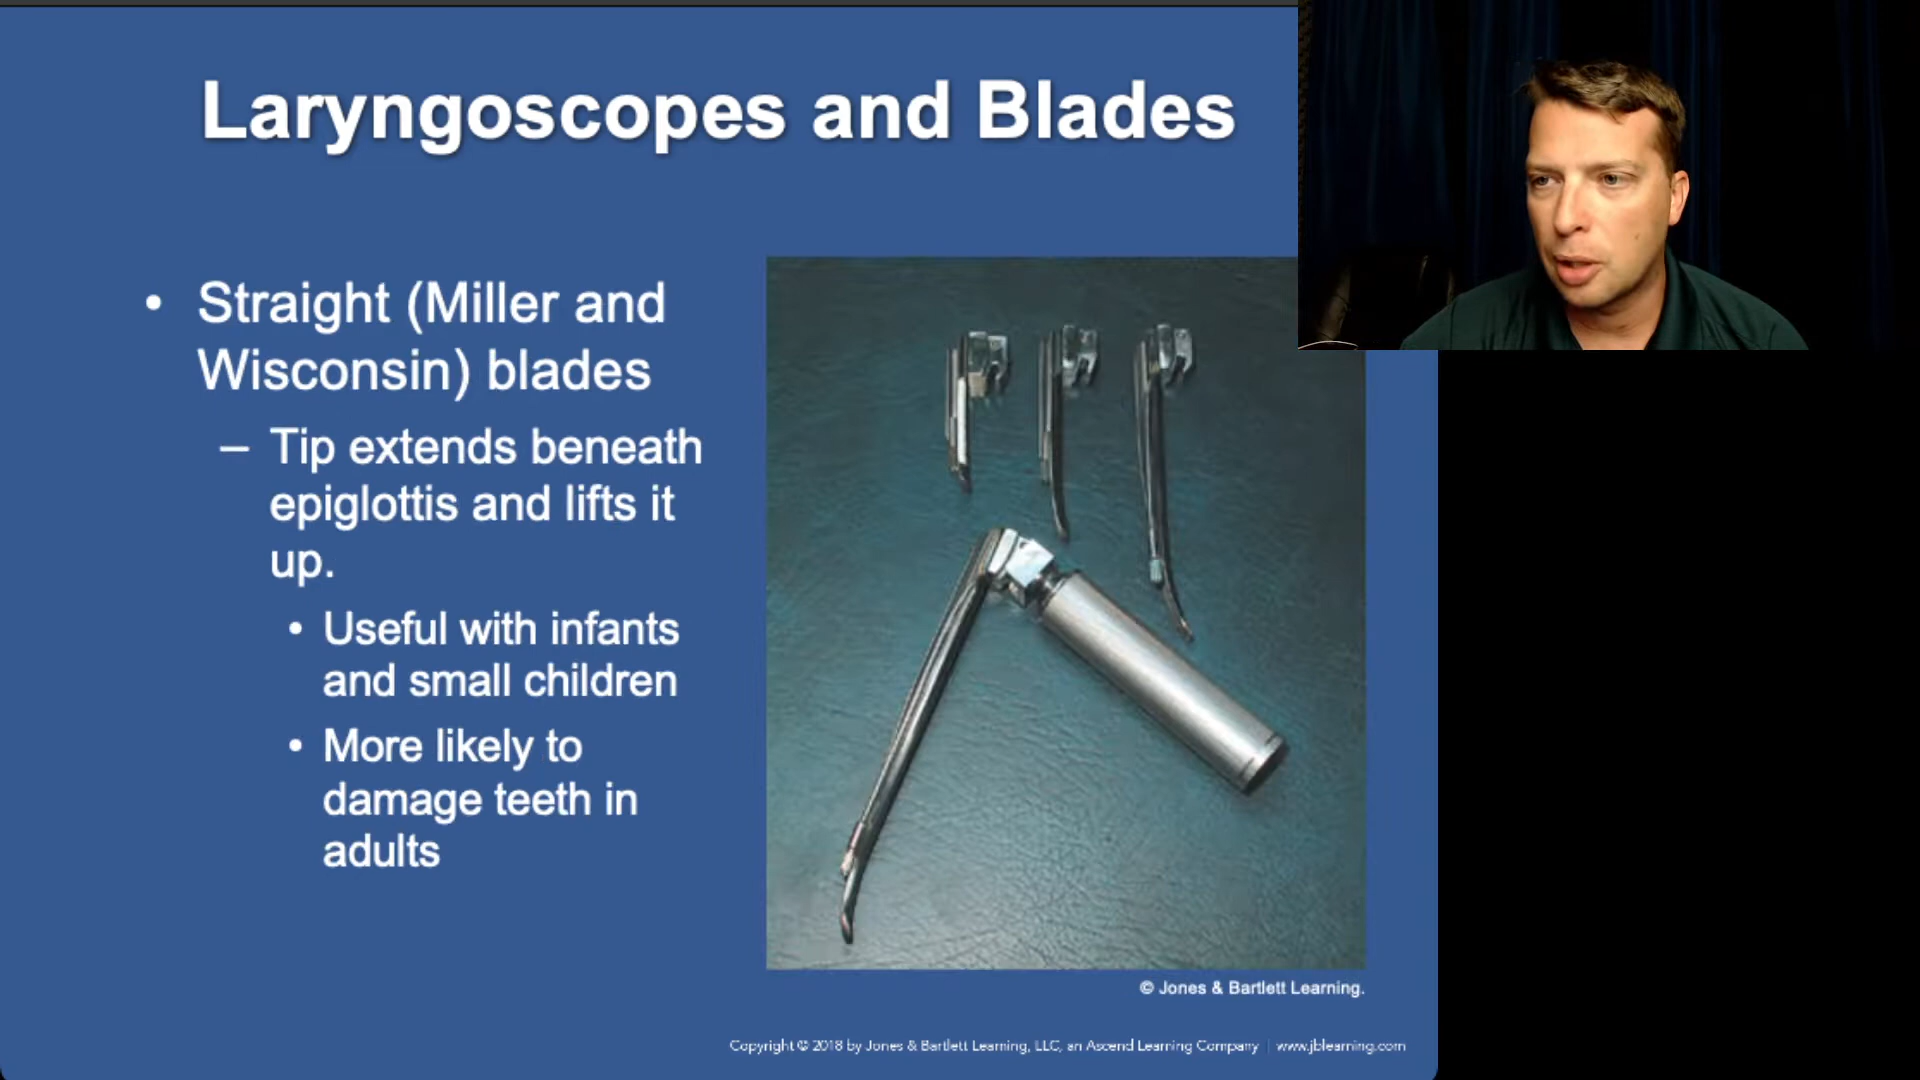 Laryngoscopes and Blades
• Straight (Miller and
Wisconsin) blades
– Tip extends beneath
epiglottis and lifts it
up.
• Useful with infants
and small children
• More likely to
damage teeth in
adults
© Jones & Bartlett Learning.
Copyright © 2018 by Jones & Bartlett Learning, LLC, an Ascend Learning Company | www.jblearning.com